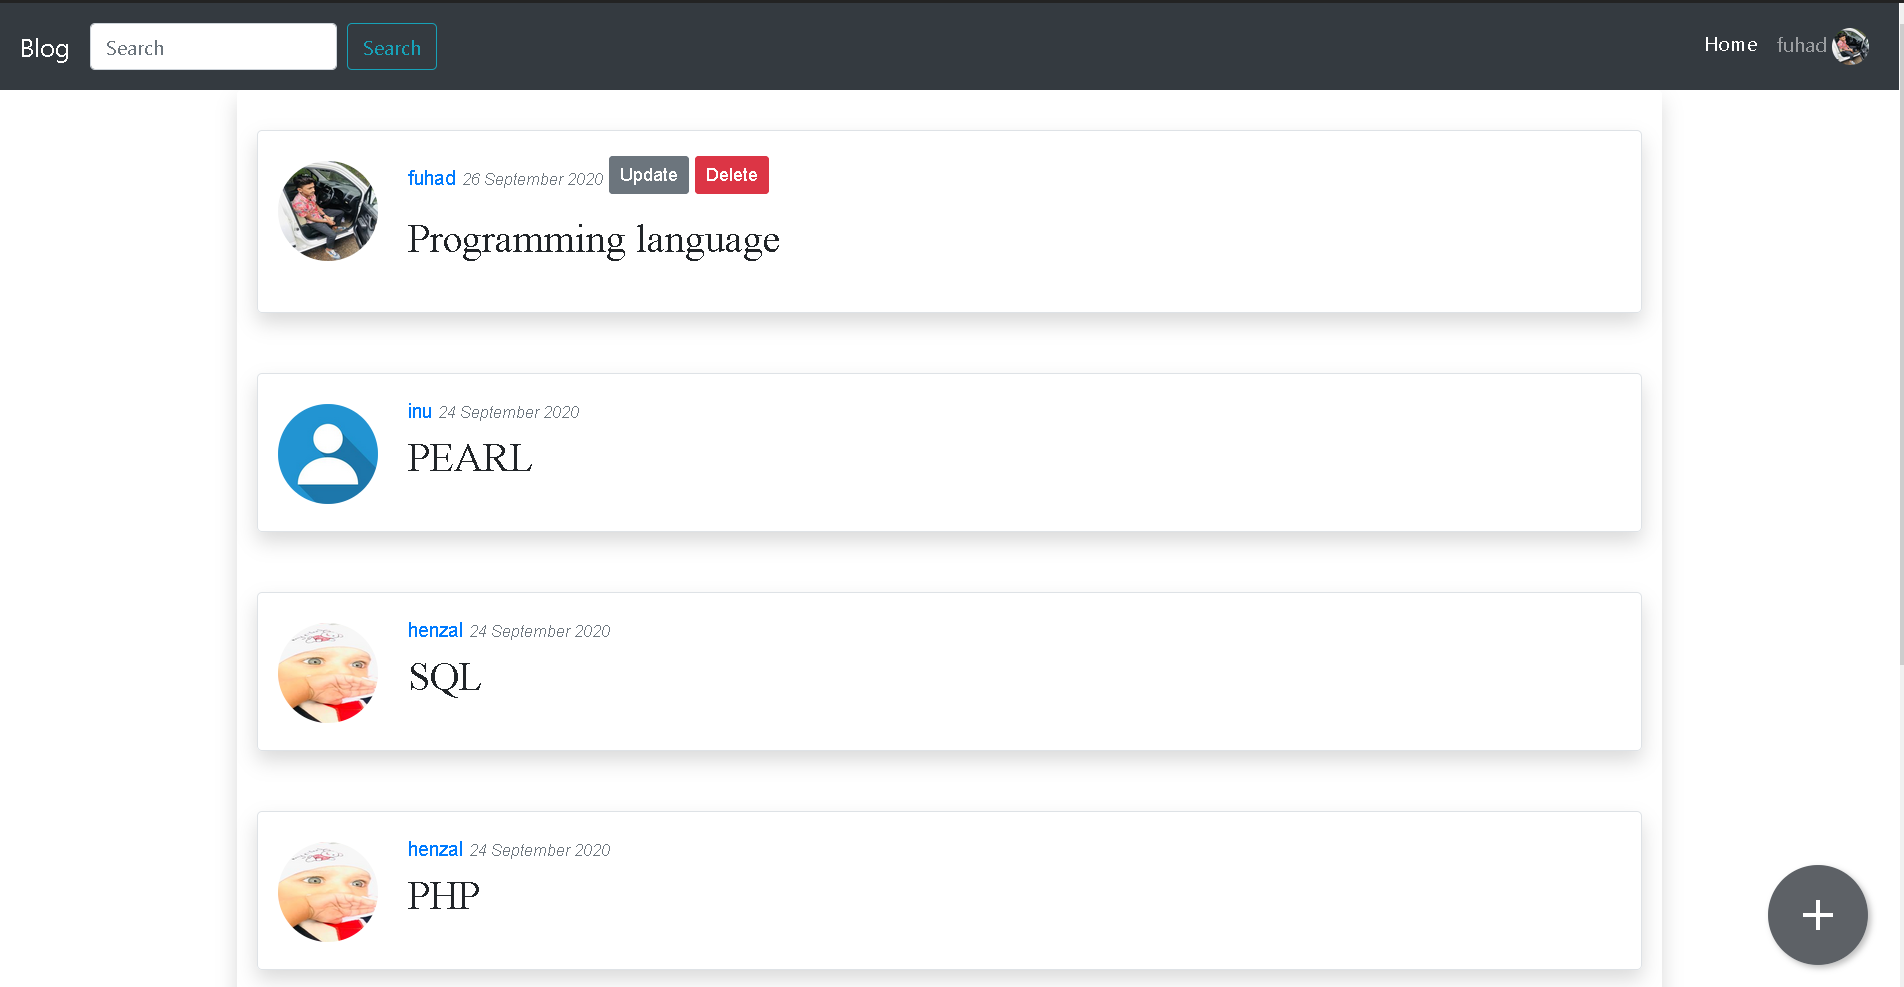 Blog Search Search Home fuhad
fuhad 26 September 2020 Update Delete
Programming language
inu 24 September 2020
PEARL
henzal 24 September 2020
SQL
henzal 24 September 2020
PHP
+